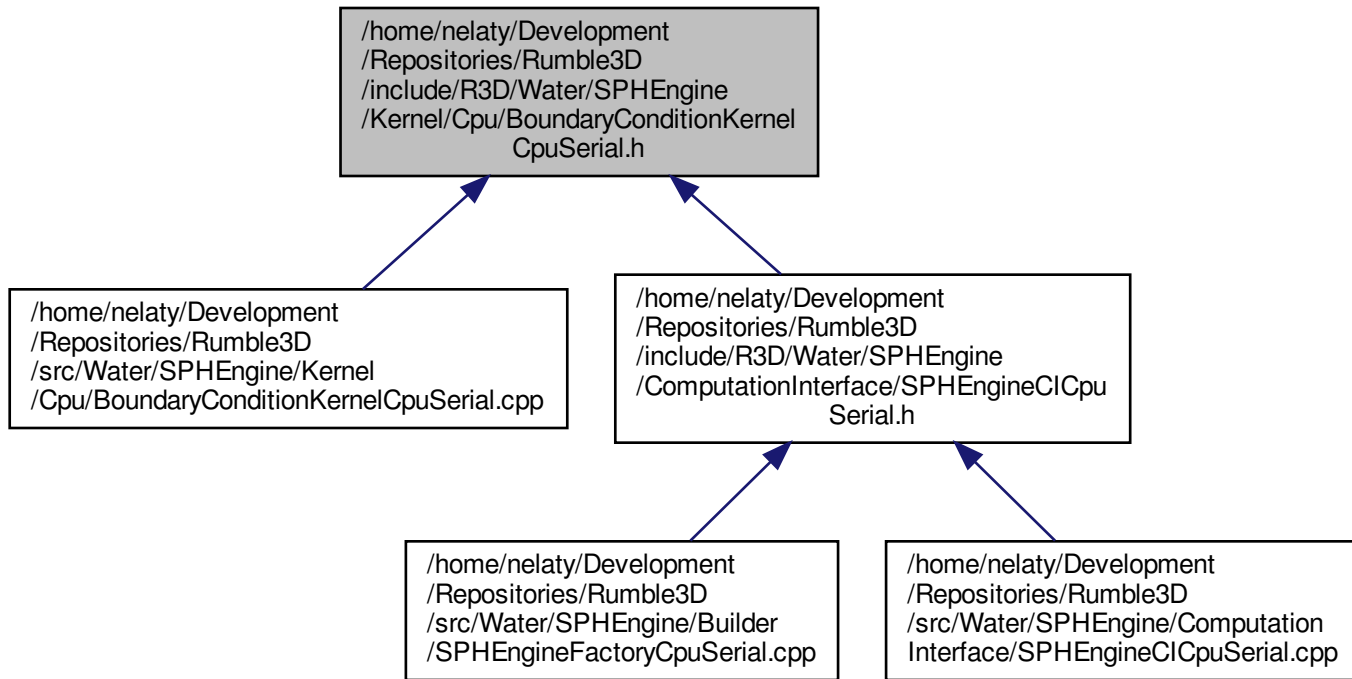 /home/nelaty/Development
/Repositories/Rumble3D
/include/R3D/Water/SPHEngine
/Kernel/Cpu/BoundaryConditionKernel
CpuSerial.h
/home/nelaty/Development
/Repositories/Rumble3D
/src/Water/SPHEngine/Kernel
/Cpu/BoundaryConditionKernelCpuSerial.cpp
/home/nelaty/Development
/Repositories/Rumble3D
/include/R3D/Water/SPHEngine
/ComputationInterface/SPHEngineCICpu
Serial.h
/home/nelaty/Development
/Repositories/Rumble3D
/src/Water/SPHEngine/Builder
/SPHEngineFactoryCpuSerial.cpp
/home/nelaty/Development
/Repositories/Rumble3D
/src/Water/SPHEngine/Computation
Interface/SPHEngineCICpuSerial.cpp